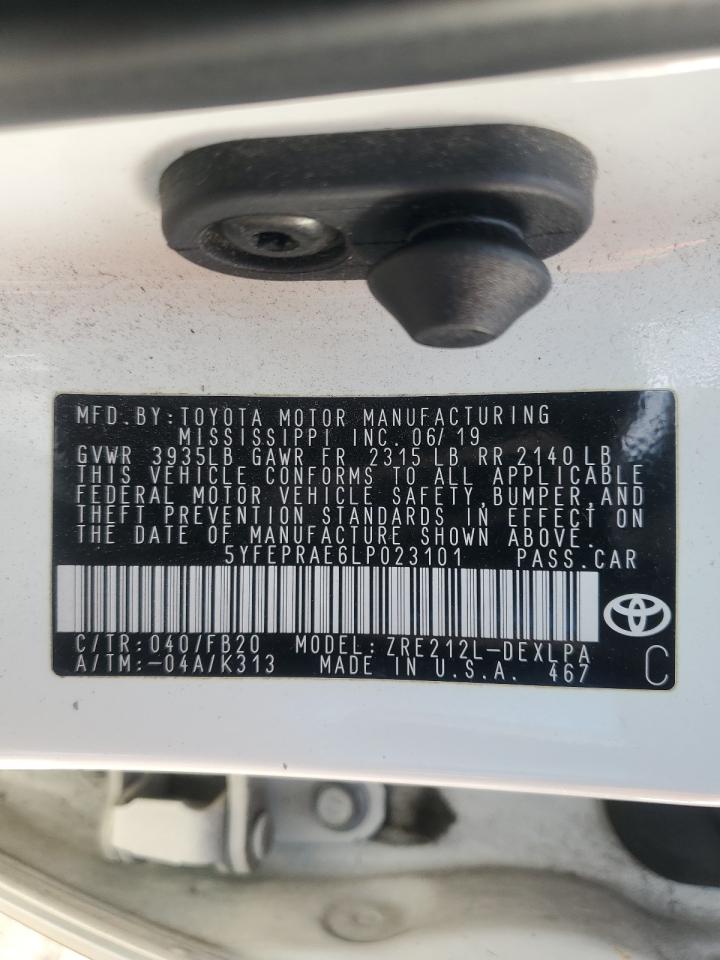 MFD.BY:TOYOTA MOTOR MANUFACTURING
MISSISSIPPI INC. 06/19
GVWR 3935LB GAWR FR 2315 LB RR 2140 LB
THIS VEHICLE CONFORMS TO ALL APPLICABLE
FEDERAL MOTOR VEHICLE SAFETY,BUMPER,AND
THEFT PREVENTION STANDARDS IN EFFECT ON
THE DATE OF MANUFACTURE SHOWN ABOVE.
5YFEPRAE6LP023101 PASS.CAR
C/TR:040/FB20 MODEL:ZRE212L-DEXLPA
A/TM:-04A/K313 MADE IN U.S.A. 467 C